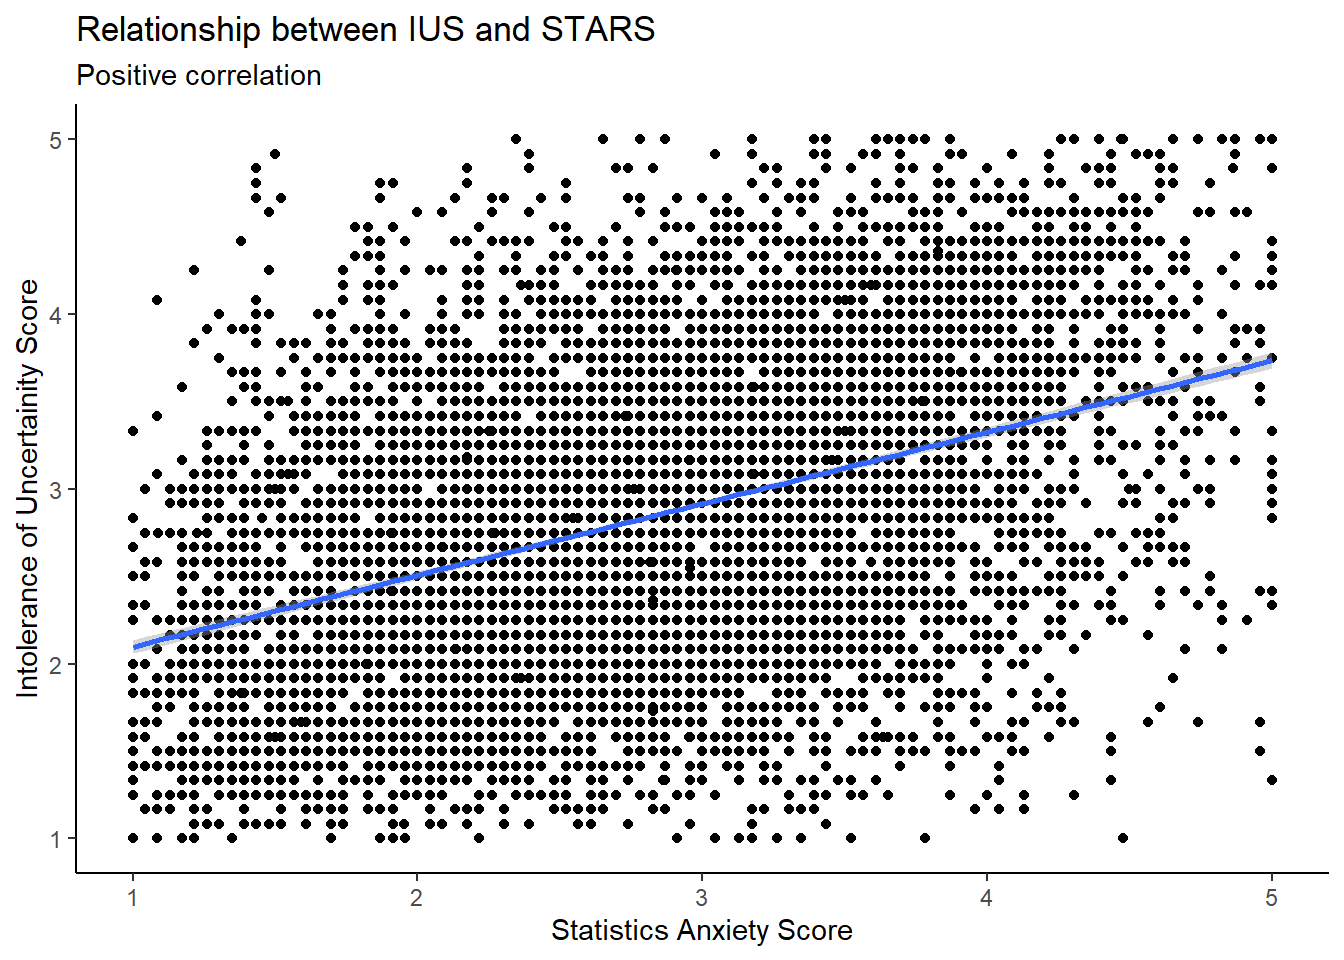 Relationship between IUS and STARS
Positive correlation
5
4
3
2
1
Intolerance of Uncertainity Score
1 2 3 4 5
Statistics Anxiety Score